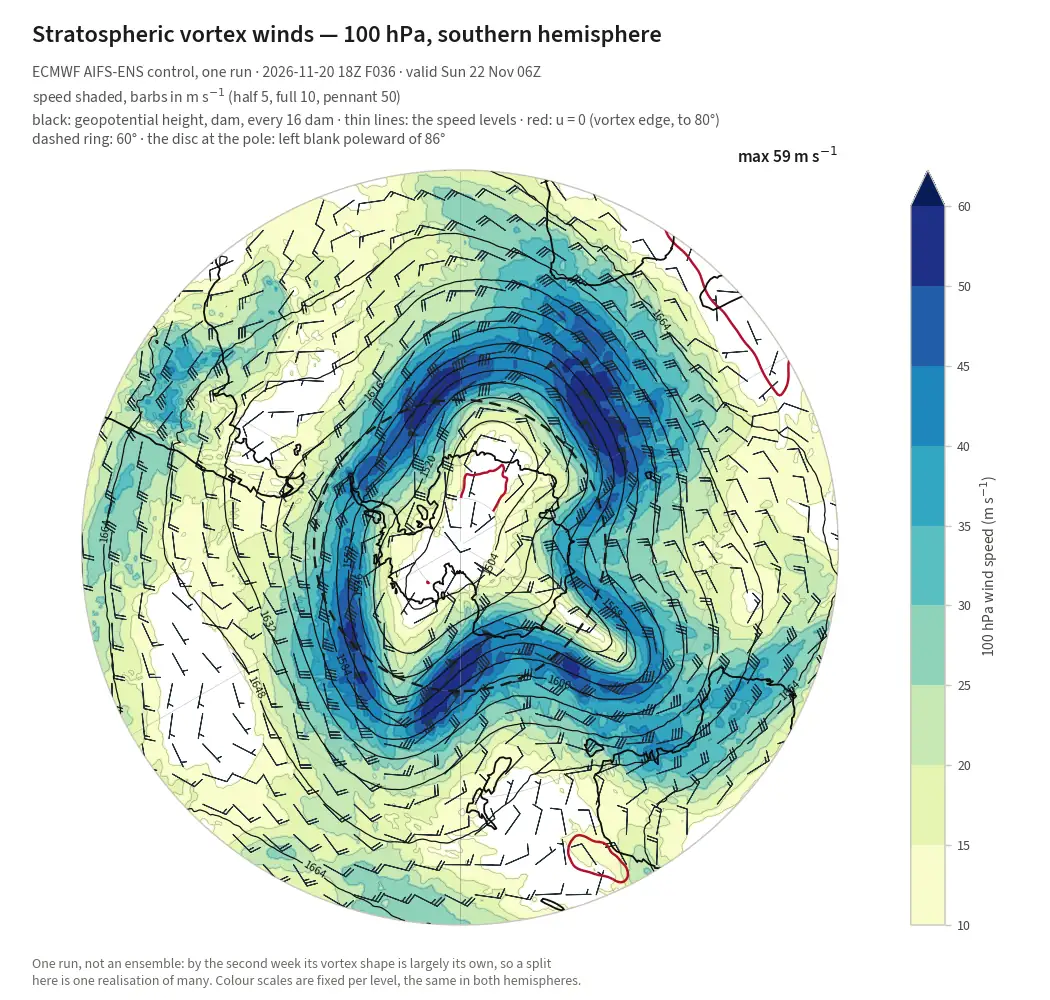 Stratospheric vortex winds — 100 hPa, southern hemisphere
ECMWF AIFS-ENS control, one run · 2026-11-20 18Z F036 · valid Sun 22 Nov 06Z
speed shaded, barbs in m s⁻¹ (half 5, full 10, pennant 50)
black: geopotential height, dam, every 16 dam · thin lines: the speed levels · red: u = 0 (vortex edge, to 80°)
dashed ring: 60° · the disc at the pole: left blank poleward of 86°
max 59 m s⁻¹
60
50
45
40
35
30
25
20
15
10
100 hPa wind speed (m s⁻¹)
1664
1616
1520
1664
1504
1568
1632
1648
1600
1664
One run, not an ensemble: by the second week its vortex shape is largely its own, so a split
here is one realisation of many. Colour scales are fixed per level, the same in both hemispheres.